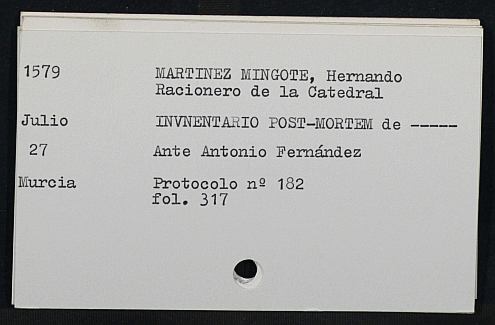 1579 MARTINEZ MINGOTE, Hernando
Racionero de la Catedral
Julio INVNENTARIO POST-MORTEM de -----
27 Ante Antonio Fernández
Murcia Protocolo nº 182
fol. 317